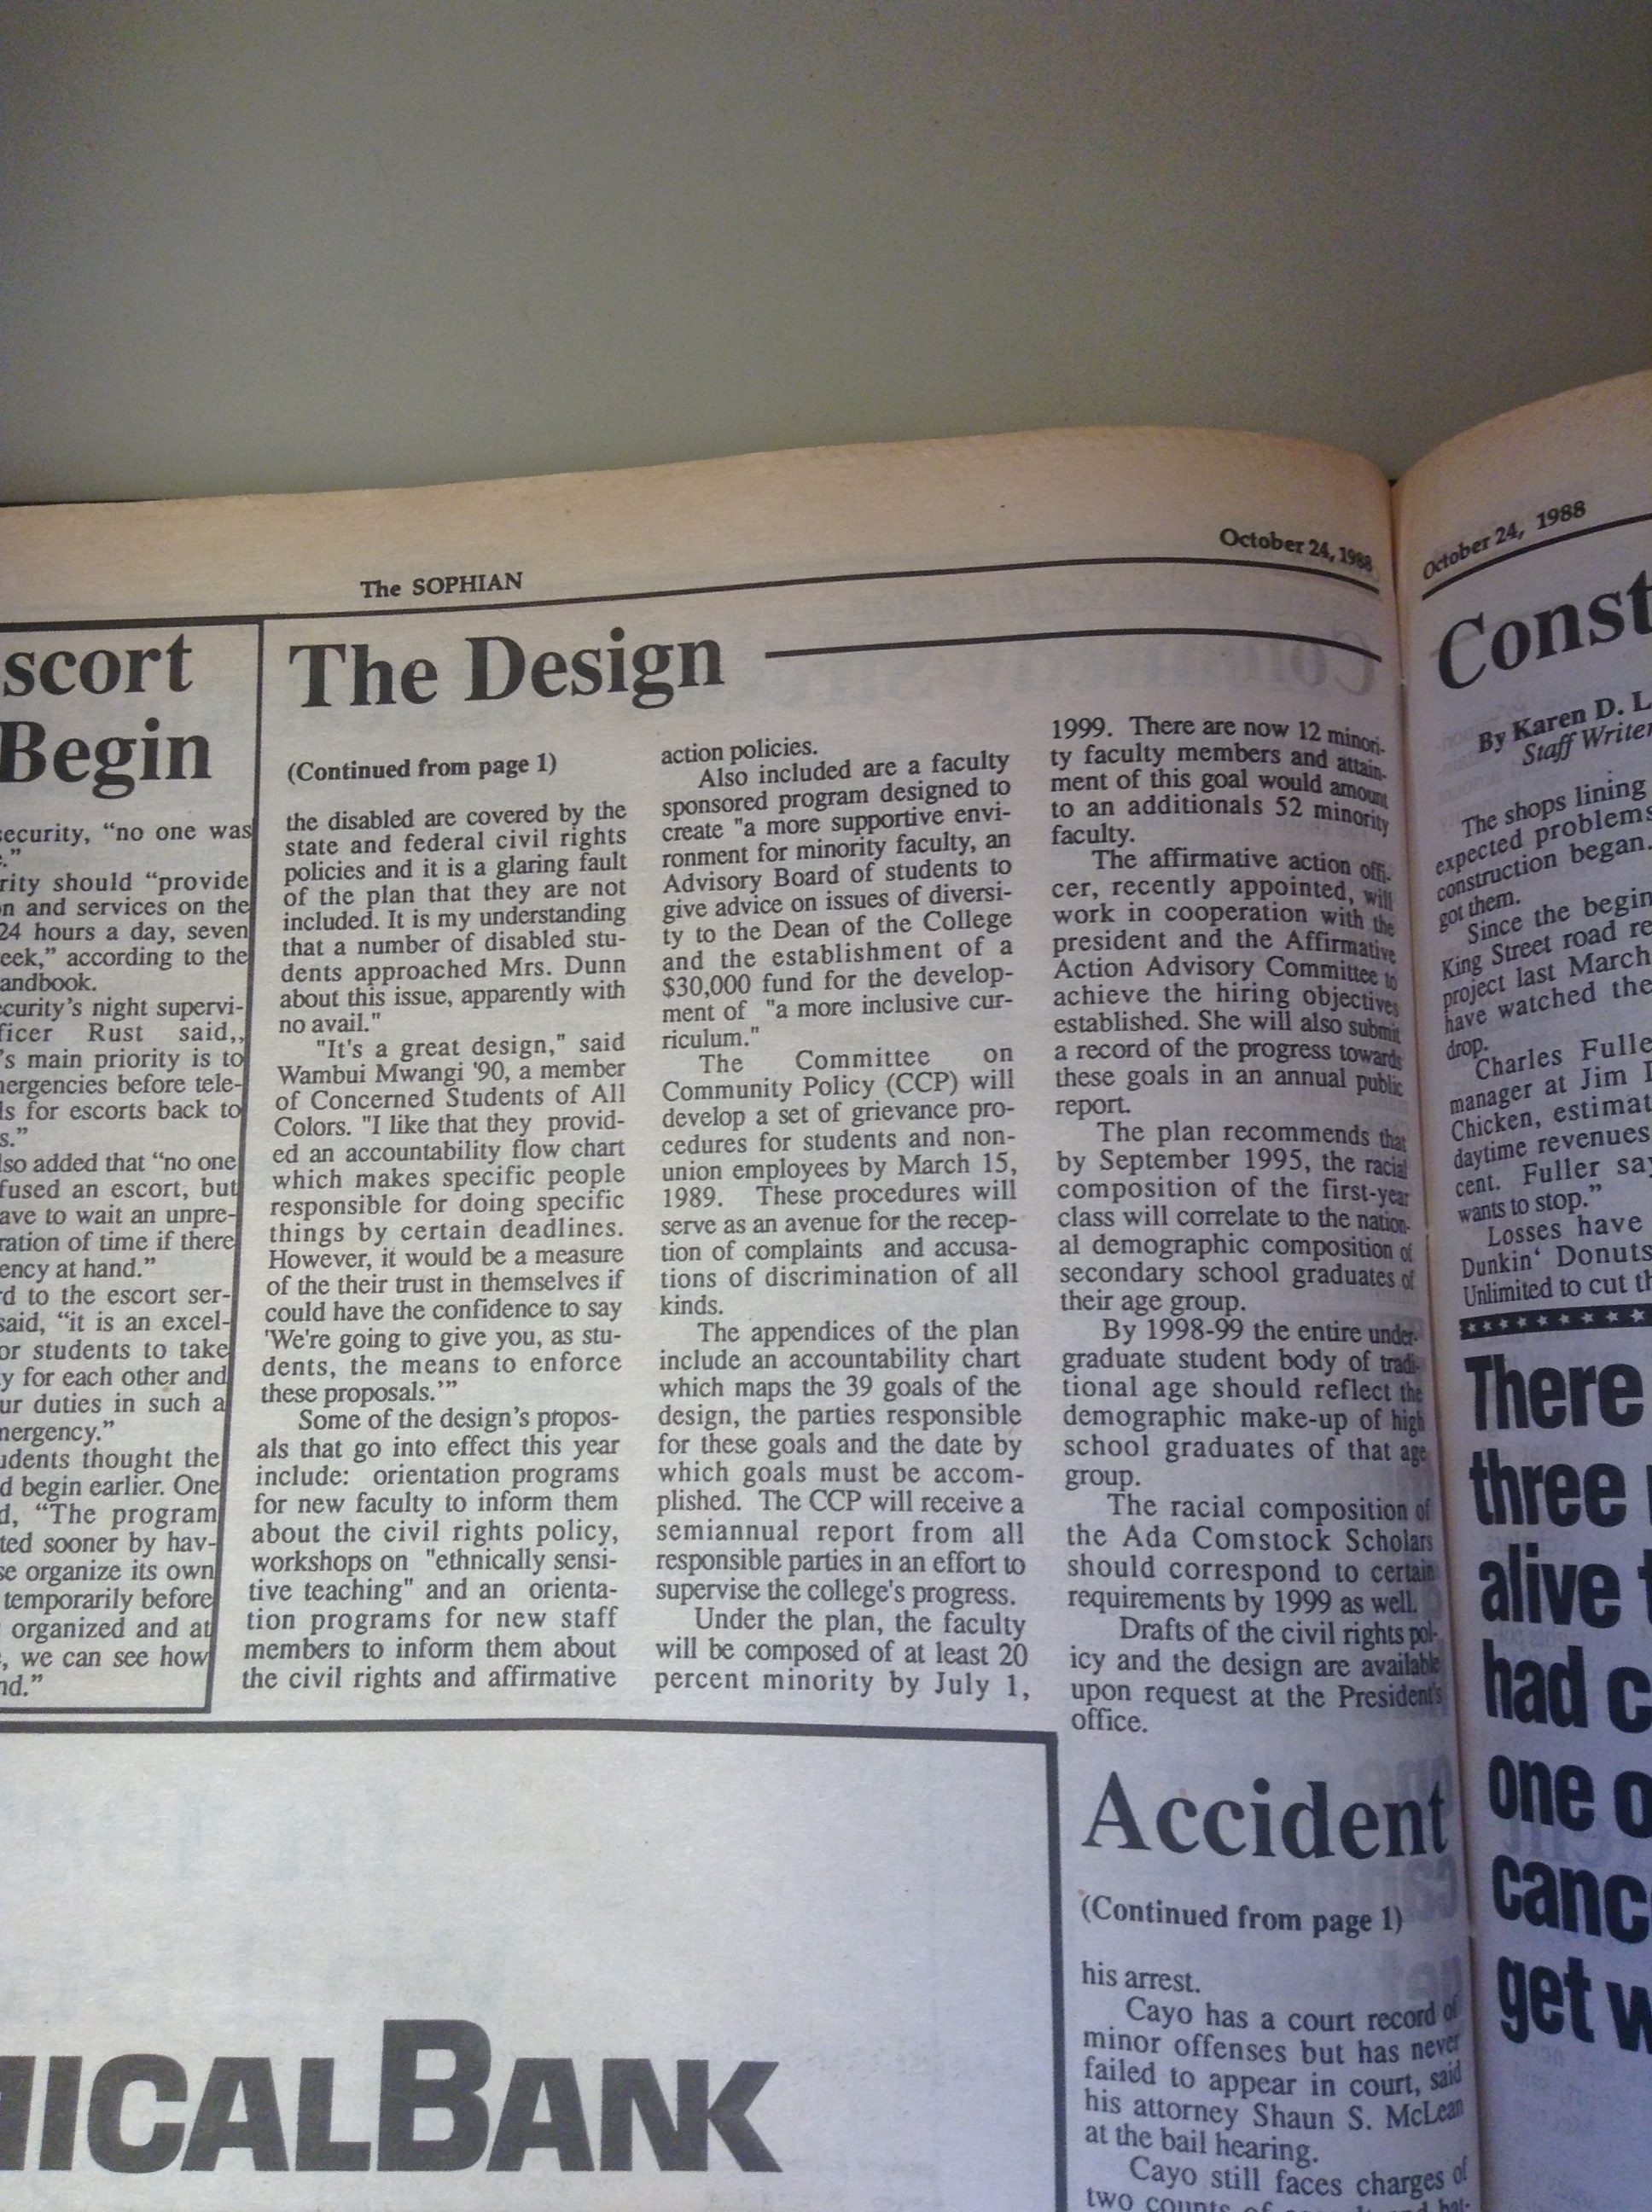 The SOPHIAN
October 24, 1988
scort
Begin
security, “no one was
.”
rity should “provide
n and services on the
24 hours a day, seven
eek,” according to the
andbook.
ecurity’s night supervi-
ficer Rust said,,
’s main priority is to
nergencies before tele-
ls for escorts back to
s.”
lso added that “no one
fused an escort, but
ave to wait an unpre-
ration of time if there
ency at hand.”
rd to the escort ser-
said, “it is an excel-
or students to take
y for each other and
ur duties in such a
nergency.”
udents thought the
d begin earlier. One
d, “The program
ted sooner by hav-
se organize its own
temporarily before
organized and at
, we can see how
nd.”
The Design
(Continued from page 1)
the disabled are covered by the
state and federal civil rights
policies and it is a glaring fault
of the plan that they are not
included. It is my understanding
that a number of disabled stu-
dents approached Mrs. Dunn
about this issue, apparently with
no avail."
"It's a great design," said
Wambui Mwangi '90, a member
of Concerned Students of All
Colors. "I like that they provid-
ed an accountability flow chart
which makes specific people
responsible for doing specific
things by certain deadlines.
However, it would be a measure
of the their trust in themselves if
could have the confidence to say
'We're going to give you, as stu-
dents, the means to enforce
these proposals.’”
Some of the design’s propos-
als that go into effect this year
include: orientation programs
for new faculty to inform them
about the civil rights policy,
workshops on "ethnically sensi-
tive teaching" and an orienta-
tion programs for new staff
members to inform them about
the civil rights and affirmative
action policies.
Also included are a faculty
sponsored program designed to
create "a more supportive envi-
ronment for minority faculty, an
Advisory Board of students to
give advice on issues of diversi-
ty to the Dean of the College
and the establishment of a
$30,000 fund for the develop-
ment of "a more inclusive cur-
riculum."
The Committee on
Community Policy (CCP) will
develop a set of grievance pro-
cedures for students and non-
union employees by March 15,
1989. These procedures will
serve as an avenue for the recep-
tion of complaints and accusa-
tions of discrimination of all
kinds.
The appendices of the plan
include an accountability chart
which maps the 39 goals of the
design, the parties responsible
for these goals and the date by
which goals must be accom-
plished. The CCP will receive a
semiannual report from all
responsible parties in an effort to
supervise the college's progress.
Under the plan, the faculty
will be composed of at least 20
percent minority by July 1,
1999. There are now 12 minori-
ty faculty members and attain-
ment of this goal would amount
to an additionals 52 minority
faculty.
The affirmative action offi-
cer, recently appointed, will
work in cooperation with the
president and the Affirmative
Action Advisory Committee to
achieve the hiring objectives
established. She will also submit
a record of the progress towards
these goals in an annual public
report.
The plan recommends that
by September 1995, the racial
composition of the first-year
class will correlate to the nation-
al demographic composition of
secondary school graduates of
their age group.
By 1998-99 the entire under-
graduate student body of tradi-
tional age should reflect the
demographic make-up of high
school graduates of that age
group.
The racial composition of
the Ada Comstock Scholars
should correspond to certain
requirements by 1999 as well.
Drafts of the civil rights pol-
icy and the design are available
upon request at the President's
office.
Accident
(Continued from page 1)
his arrest.
Cayo has a court record of
minor offenses but has never
failed to appear in court, said
his attorney Shaun S. McLean
at the bail hearing.
Cayo still faces charges of
two counts of
ICALBANK
October 24, 1988
Const
By Karen D. L
Staff Writer
The shops lining
expected problems
construction began.
got them.
Since the begin
King Street road re
project last March
have watched the
drop.
Charles Fulle
manager at Jim
Chicken, estimat
daytime revenues
cent. Fuller say
wants to stop.”
Losses have
Dunkin‘ Donuts
Unlimited to cut th
There
three
alive
had c
one o
canc
get w